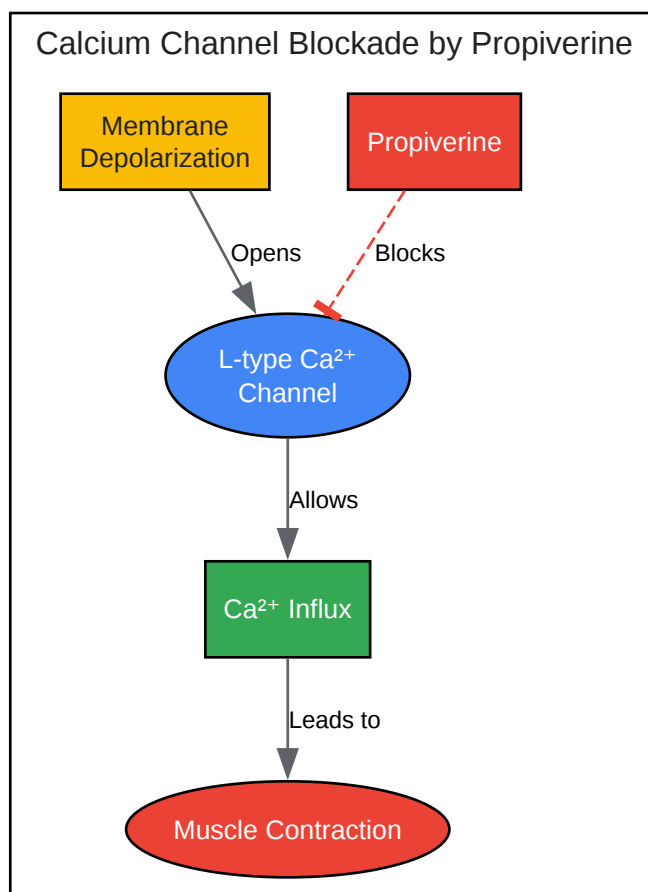 Calcium Channel Blockade by Propiverine
Membrane
Depolarization
Propiverine
Opens
Blocks
L-type Ca²⁺
Channel
Allows
Ca²⁺ Influx
Leads to
Muscle Contraction